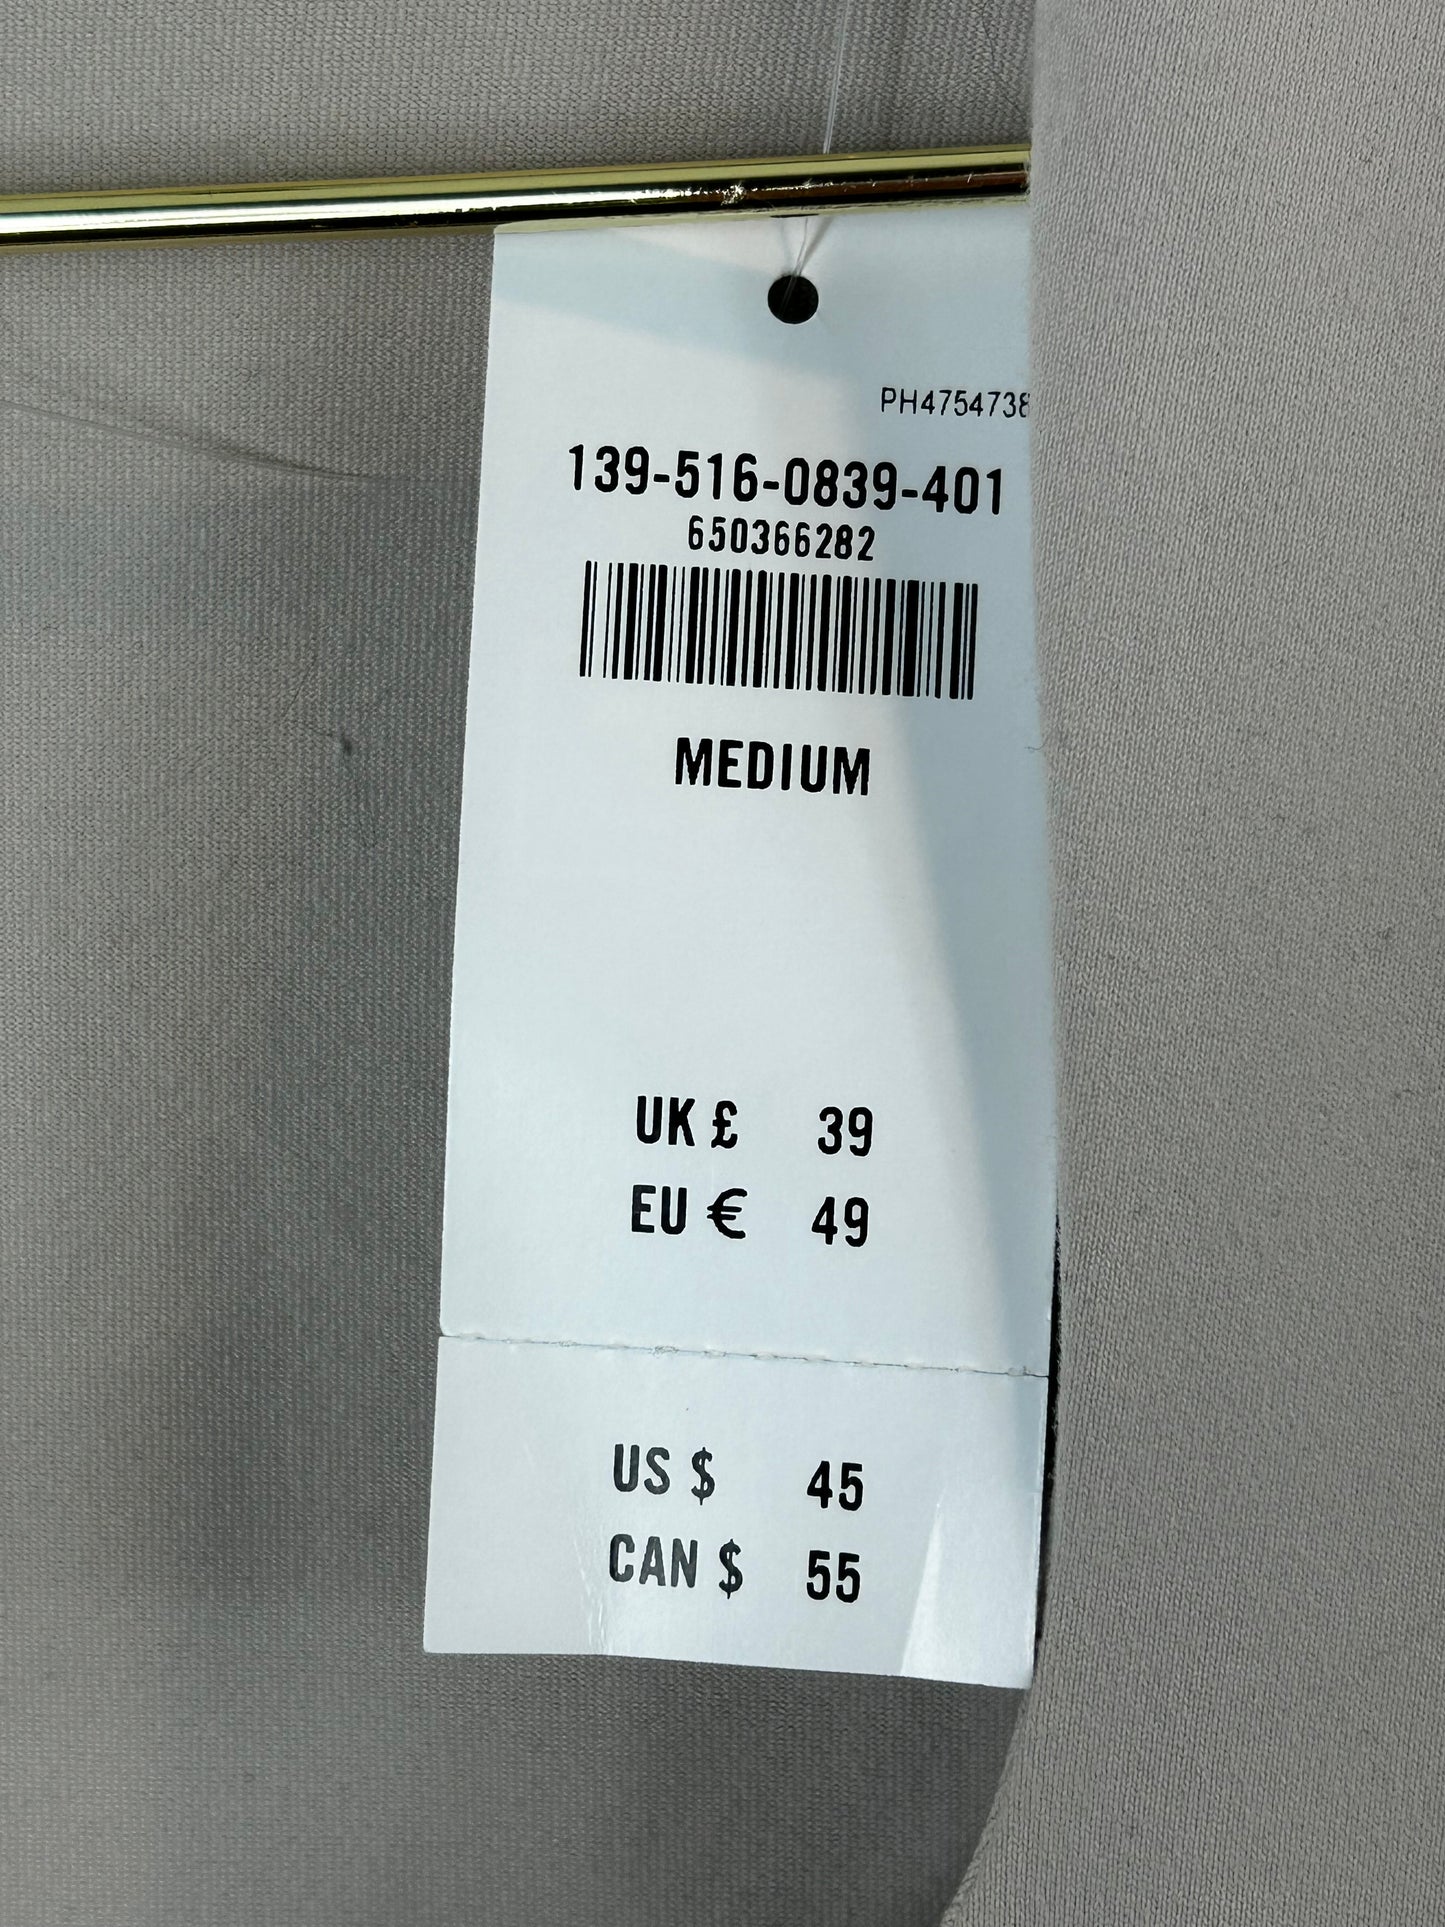 PH4754738
139-516-0839-401
650366282
MEDIUM
UK £ 39
EU € 49
US $ 45
CAN $ 55